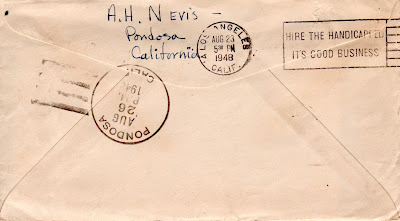 A.H. NEVIS -
Pondosa
California
LOS ANGELES
AUG 23
5 PM
1948
CALIF.
HIRE THE HANDICAPPED
IT'S GOOD BUSINESS
PONDOSA
AUG
26
P.M.
194
CALIF.